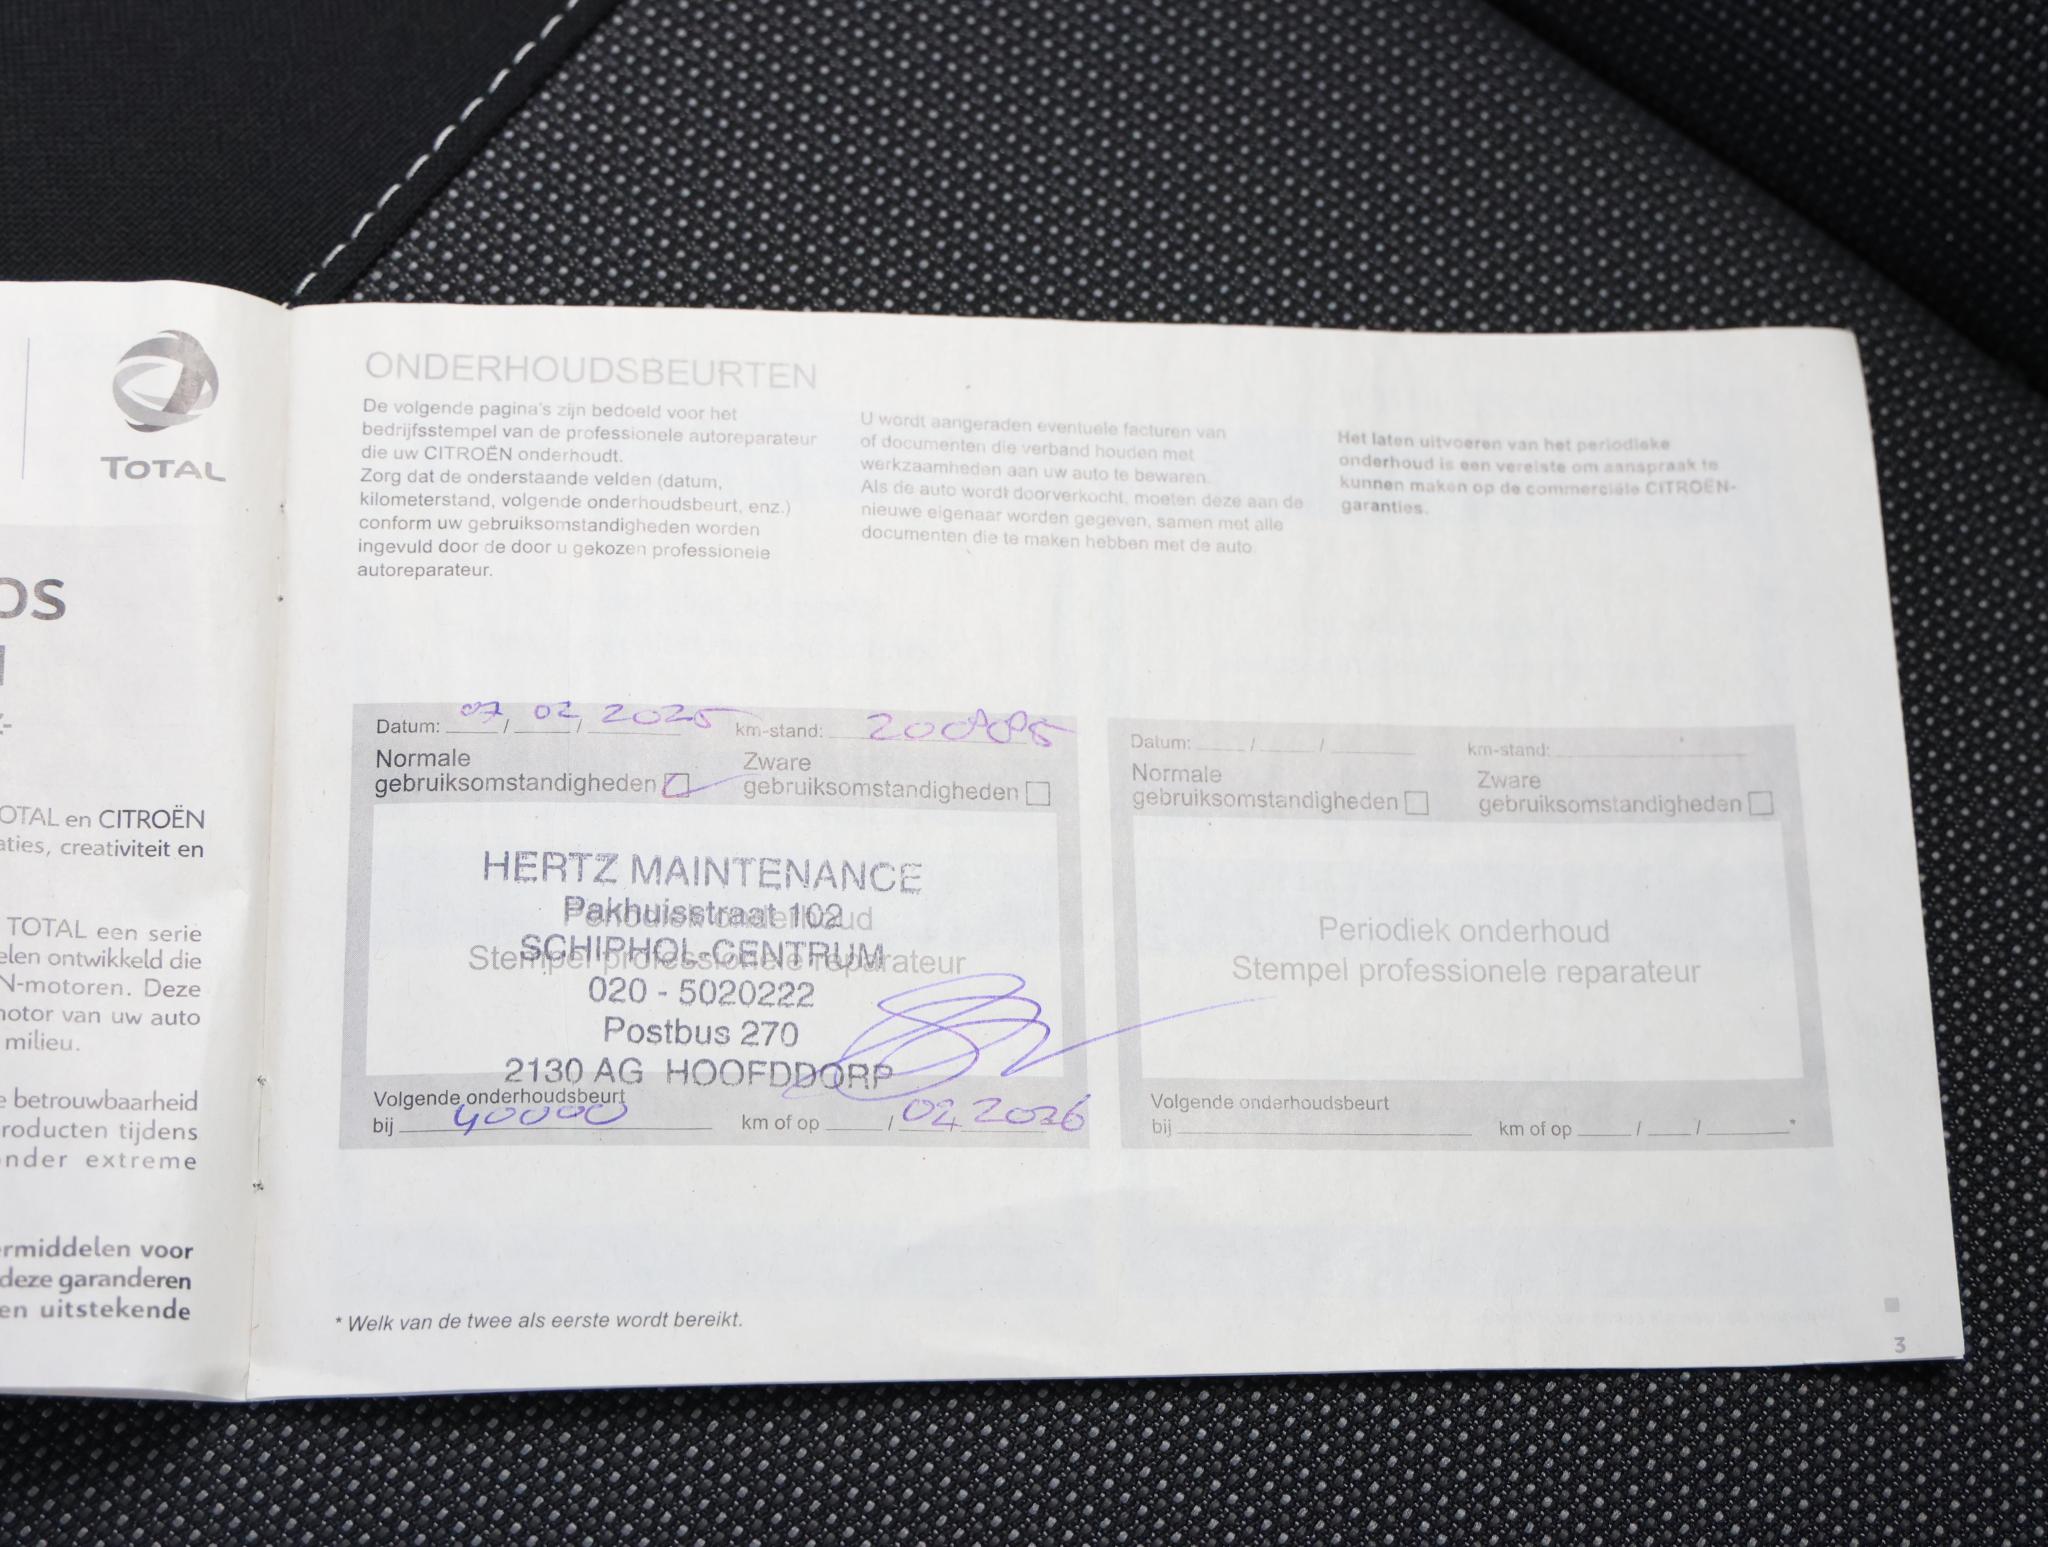 TOTAL
OS
OTAL en CITROËN
aties, creativiteit en
TOTAL een serie
elen ontwikkeld die
N-motoren. Deze
notor van uw auto
milieu.
e betrouwbaarheid
roducten tijdens
onder extreme
ermiddelen voor
deze garanderen
en uitstekende
ONDERHOUDSBEURTEN
De volgende pagina's zijn bedoeld voor het
bedrijfsstempel van de professionele autoreparateur
die uw CITROËN onderhoudt.
Zorg dat de onderstaande velden (datum,
kilometerstand, volgende onderhoudsbeurt, enz.)
conform uw gebruiksomstandigheden worden
ingevuld door de door u gekozen professionele
autoreparateur.
U wordt aangeraden eventuele facturen van
of documenten die verband houden met
werkzaamheden aan uw auto te bewaren.
Als de auto wordt doorverkocht, moeten deze aan de
nieuwe eigenaar worden gegeven, samen met alle
documenten die te maken hebben met de auto.
Het laten uitvoeren van het periodieke
onderhoud is een vereiste om aanspraak te
kunnen maken op de commerciële CITROËN-
garanties.
Datum: 07 / 02 / 2025 km-stand:
Normale Zware
gebruiksomstandigheden gebruiksomstandigheden
HERTZ MAINTENANCE
Pakhuisstraat 102
Periodiek onderhoud
SCHIPHOL-CENTRUM
Stempel professionele reparateur
020 - 5020222
Postbus 270
2130 AG HOOFDDORP
Volgende onderhoudsbeurt
bij 40000 km of op / 02 2026
Datum: / / km-stand:
Normale Zware
gebruiksomstandigheden gebruiksomstandigheden
Periodiek onderhoud
Stempel professionele reparateur
Volgende onderhoudsbeurt
bij km of op / / *
* Welk van de twee als eerste wordt bereikt.
3